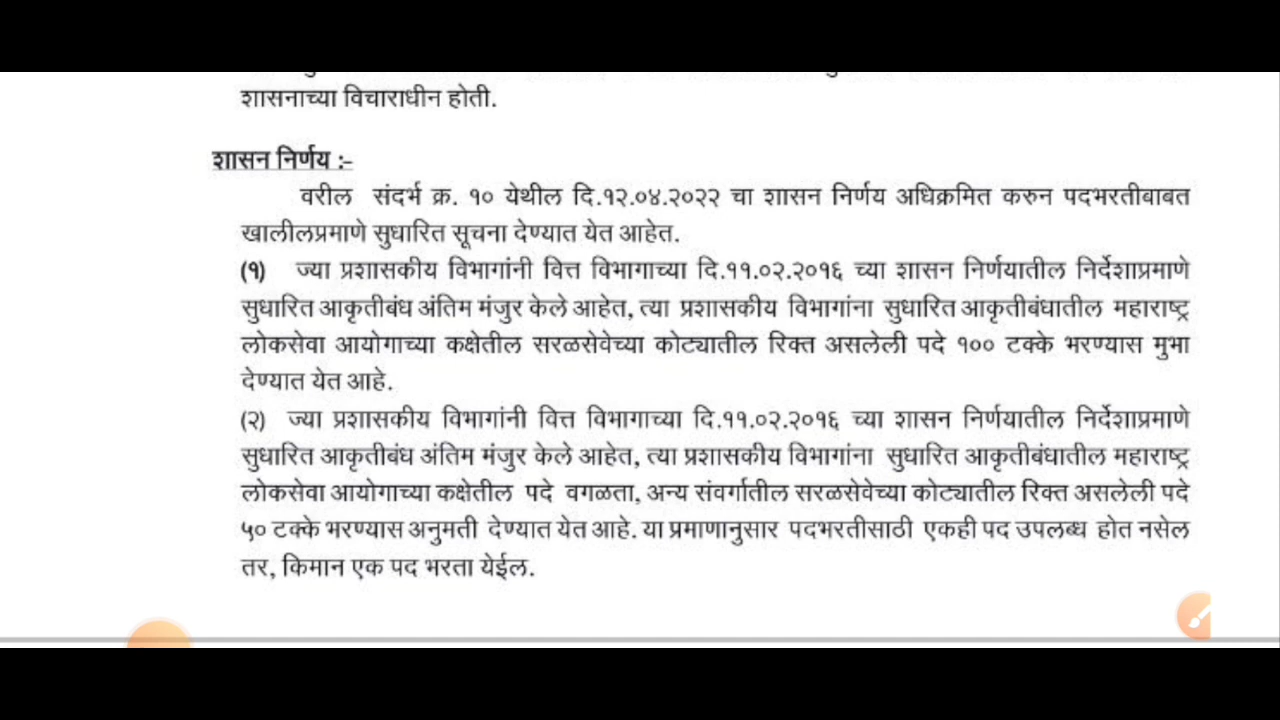 शासनाच्या विचाराधीन होती.
शासन निर्णय :-
वरील संदर्भ क्र. १० येथील दि.१२.०४.२०२२ चा शासन निर्णय अधिक्रमित करुन पदभरतीबाबत
खालीलप्रमाणे सुधारित सूचना देण्यात येत आहेत.
(१) ज्या प्रशासकीय विभागांनी वित्त विभागाच्या दि.११.०२.२०१६ च्या शासन निर्णयातील निर्देशाप्रमाणे
सुधारित आकृतीबंध अंतिम मंजुर केले आहेत, त्या प्रशासकीय विभागांना सुधारित आकृतीबंधातील महाराष्ट्र
लोकसेवा आयोगाच्या कक्षेतील सरळसेवेच्या कोट्यातील रिक्त असलेली पदे १०० टक्के भरण्यास मुभा
देण्यात येत आहे.
(२) ज्या प्रशासकीय विभागांनी वित्त विभागाच्या दि.११.०२.२०१६ च्या शासन निर्णयातील निर्देशाप्रमाणे
सुधारित आकृतीबंध अंतिम मंजुर केले आहेत, त्या प्रशासकीय विभागांना सुधारित आकृतीबंधातील महाराष्ट्र
लोकसेवा आयोगाच्या कक्षेतील पदे वगळता, अन्य संवर्गातील सरळसेवेच्या कोट्यातील रिक्त असलेली पदे
५० टक्के भरण्यास अनुमती देण्यात येत आहे. या प्रमाणानुसार पदभरतीसाठी एकही पद उपलब्ध होत नसेल
तर, किमान एक पद भरता येईल.